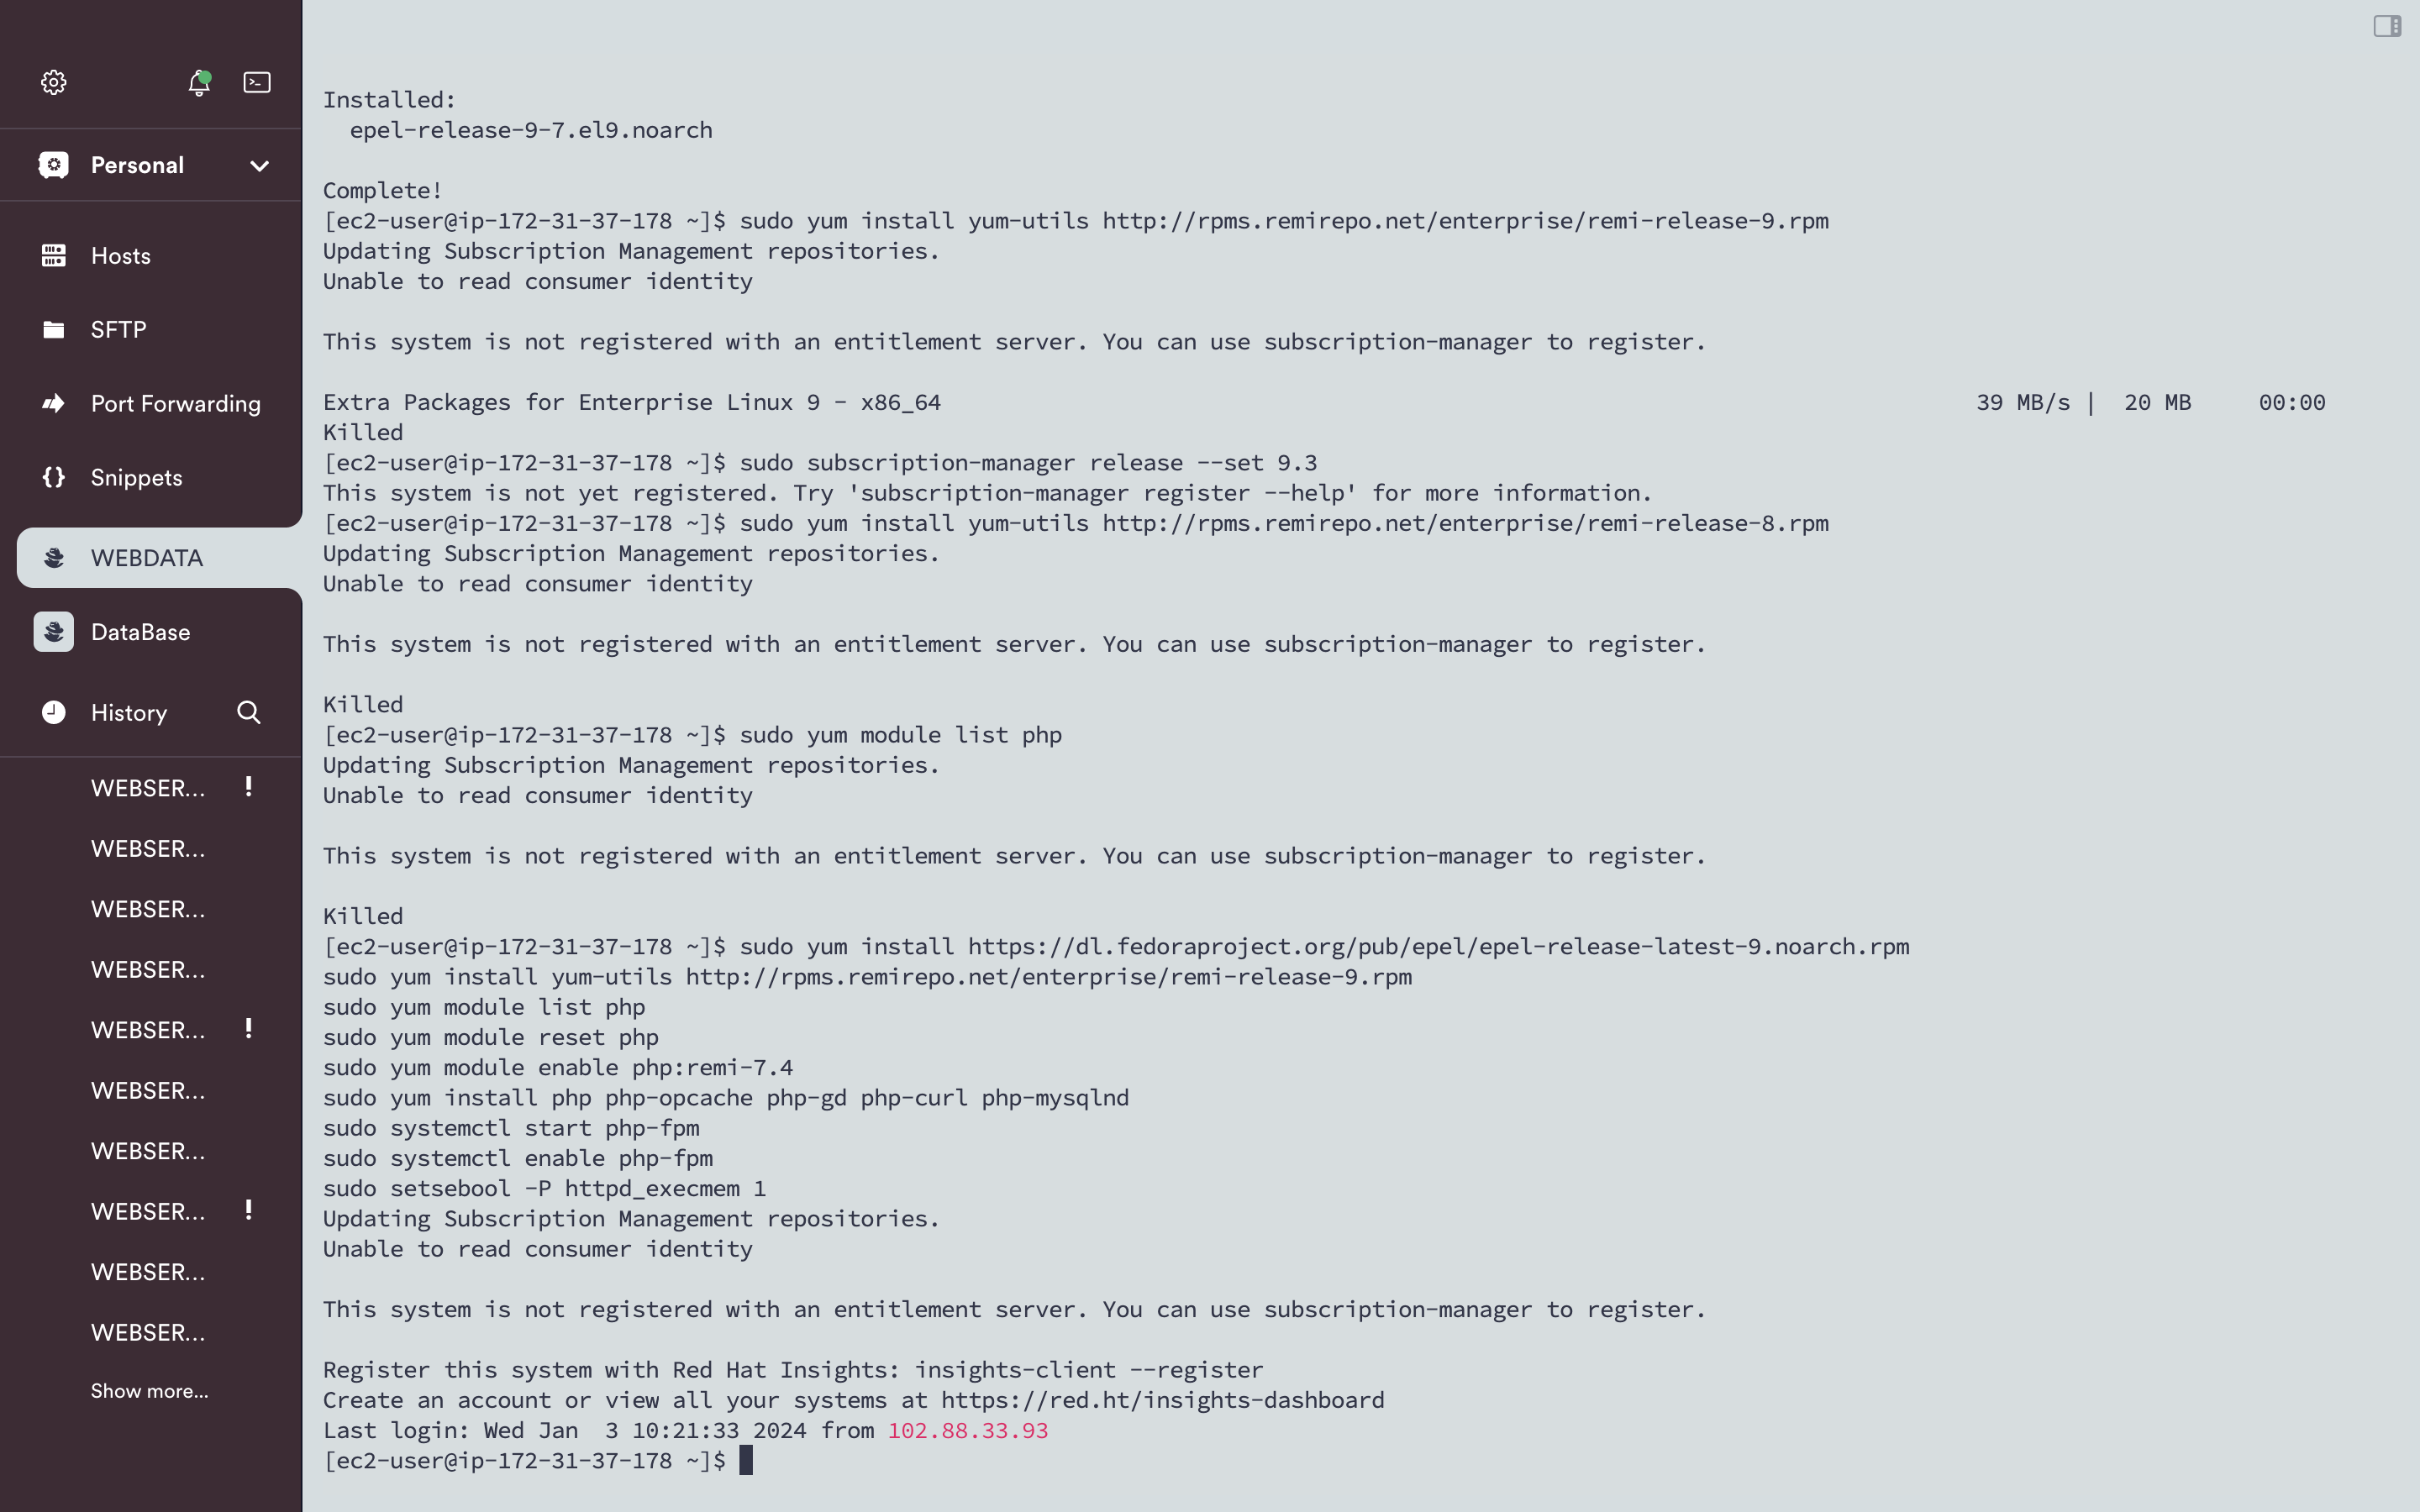 Personal
Hosts
SFTP
Port Forwarding
Snippets
WEBDATA
DataBase
History
WEBSER... !
WEBSER...
WEBSER...
WEBSER...
WEBSER... !
WEBSER...
WEBSER...
WEBSER... !
WEBSER...
WEBSER...
Show more...
Installed:
  epel-release-9-7.el9.noarch
Complete!
[ec2-user@ip-172-31-37-178 ~]$ sudo yum install yum-utils http://rpms.remirepo.net/enterprise/remi-release-9.rpm
Updating Subscription Management repositories.
Unable to read consumer identity
This system is not registered with an entitlement server. You can use subscription-manager to register.
Extra Packages for Enterprise Linux 9 - x86_64 39 MB/s | 20 MB 00:00
Killed
[ec2-user@ip-172-31-37-178 ~]$ sudo subscription-manager release --set 9.3
This system is not yet registered. Try 'subscription-manager register --help' for more information.
[ec2-user@ip-172-31-37-178 ~]$ sudo yum install yum-utils http://rpms.remirepo.net/enterprise/remi-release-8.rpm
Updating Subscription Management repositories.
Unable to read consumer identity
This system is not registered with an entitlement server. You can use subscription-manager to register.
Killed
[ec2-user@ip-172-31-37-178 ~]$ sudo yum module list php
Updating Subscription Management repositories.
Unable to read consumer identity
This system is not registered with an entitlement server. You can use subscription-manager to register.
Killed
[ec2-user@ip-172-31-37-178 ~]$ sudo yum install https://dl.fedoraproject.org/pub/epel/epel-release-latest-9.noarch.rpm
sudo yum install yum-utils http://rpms.remirepo.net/enterprise/remi-release-9.rpm
sudo yum module list php
sudo yum module reset php
sudo yum module enable php:remi-7.4
sudo yum install php php-opcache php-gd php-curl php-mysqlnd
sudo systemctl start php-fpm
sudo systemctl enable php-fpm
sudo setsebool -P httpd_execmem 1
Updating Subscription Management repositories.
Unable to read consumer identity
This system is not registered with an entitlement server. You can use subscription-manager to register.
Register this system with Red Hat Insights: insights-client --register
Create an account or view all your systems at https://red.ht/insights-dashboard
Last login: Wed Jan  3 10:21:33 2024 from 102.88.33.93
[ec2-user@ip-172-31-37-178 ~]$